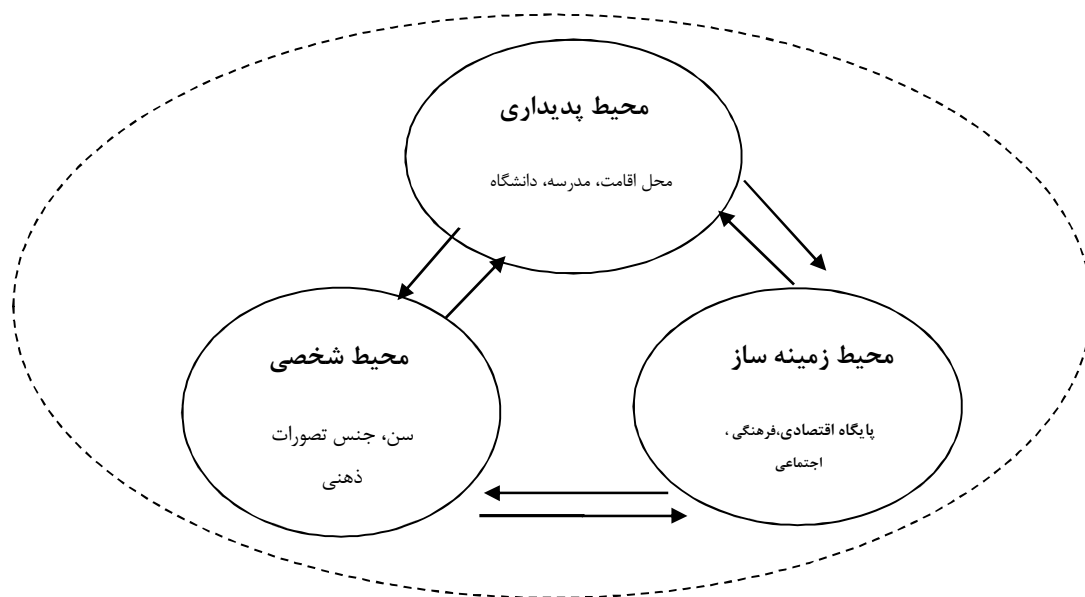 محیط پدیداری
محل اقامت، مدرسه، دانشگاه
محیط زمینه ساز
پایگاه اقتصادی،فرهنگی ،
اجتماعی
محیط شخصی
سن، جنس تصورات
ذهنی